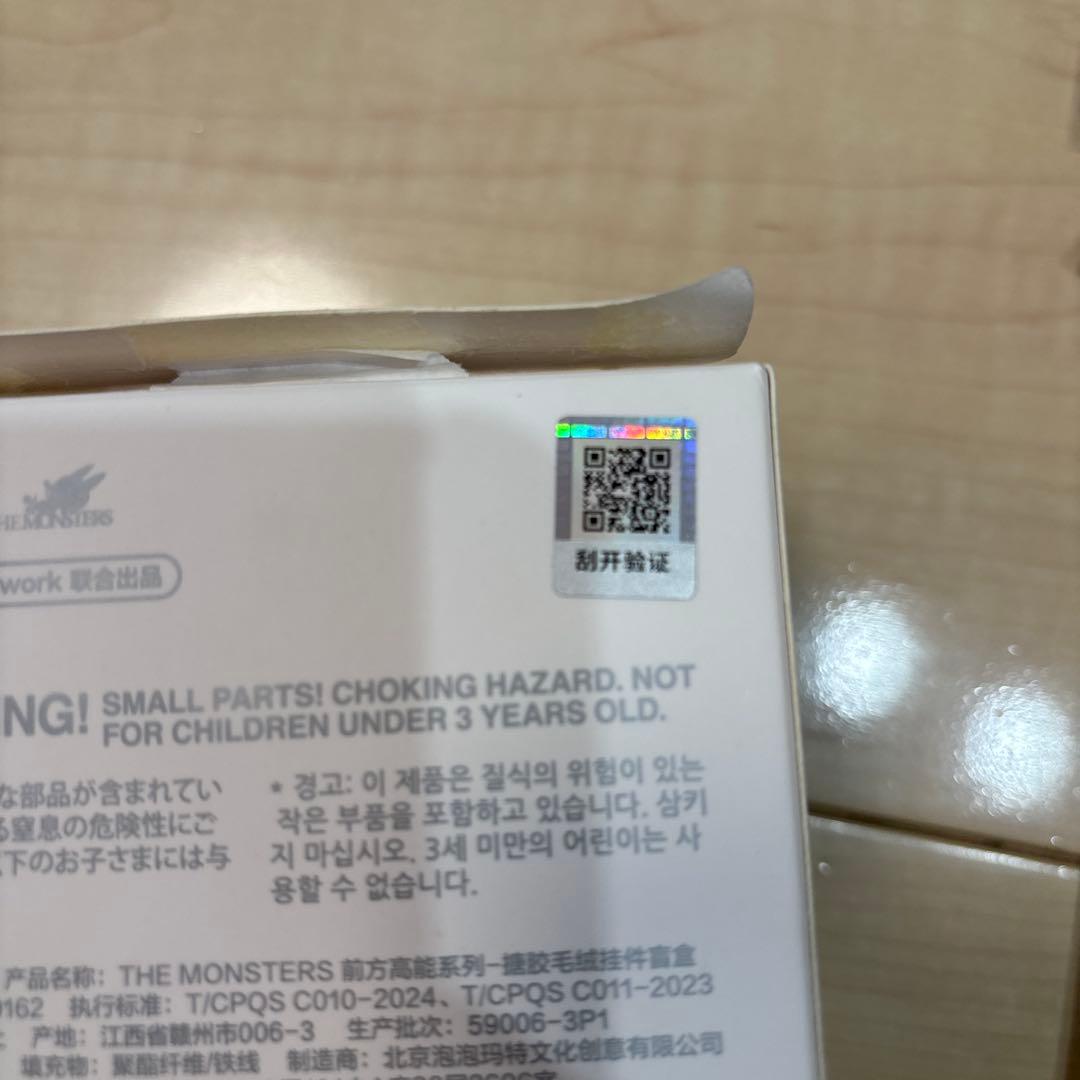 THE MONSTERS
work 联合出品
刮开验证
NG! SMALL PARTS! CHOKING HAZARD. NOT
FOR CHILDREN UNDER 3 YEARS OLD.
な部品が含まれてい
る窒息の危険性にご
下のお子さまには与
* 경고: 이 제품은 질식의 위험이 있는
작은 부품을 포함하고 있습니다. 삼키
지 마십시오. 3세 미만의 어린이는 사
용할 수 없습니다.
产品名称: THE MONSTERS 前方高能系列-搪胶毛绒挂件盲盒
0162 执行标准: T/CPQS C010-2024、T/CPQS C011-2023
产地: 江西省赣州市006-3 生产批次: 59006-3P1
填充物: 聚酯纤维/铁线 制造商: 北京泡泡玛特文化创意有限公司